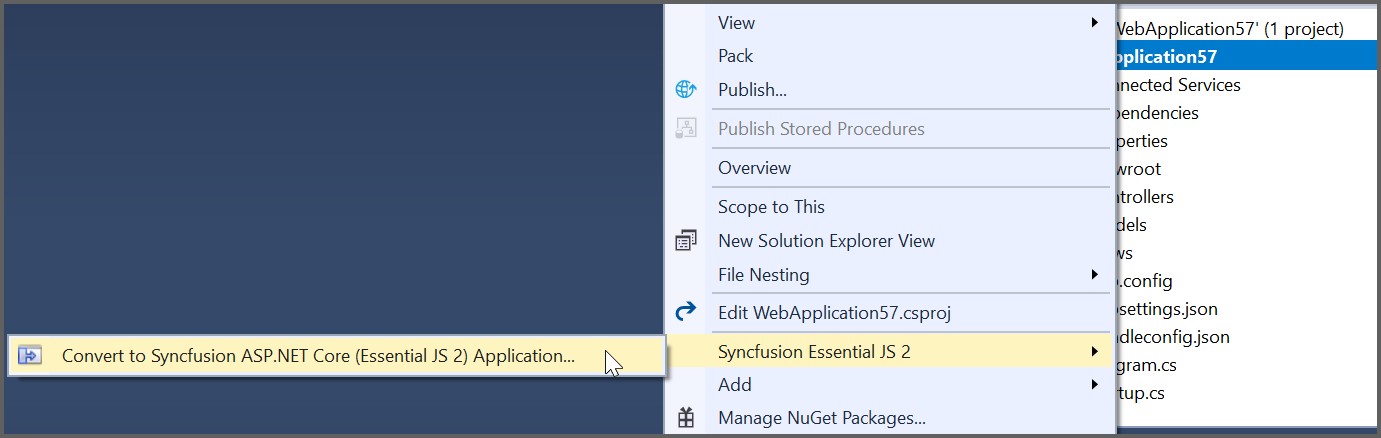 View
Pack
Publish...
Publish Stored Procedures
Overview
Scope to This
New Solution Explorer View
File Nesting
Edit WebApplication57.csproj
Syncfusion Essential JS 2
Convert to Syncfusion ASP.NET Core (Essential JS 2) Application...
Add
Manage NuGet Packages...
WebApplication57' (1 project)
pplication57
nnected Services
pendencies
perties
wroot
ntrollers
dels
ws
.config
psettings.json
ndleconfig.json
gram.cs
rtup.cs